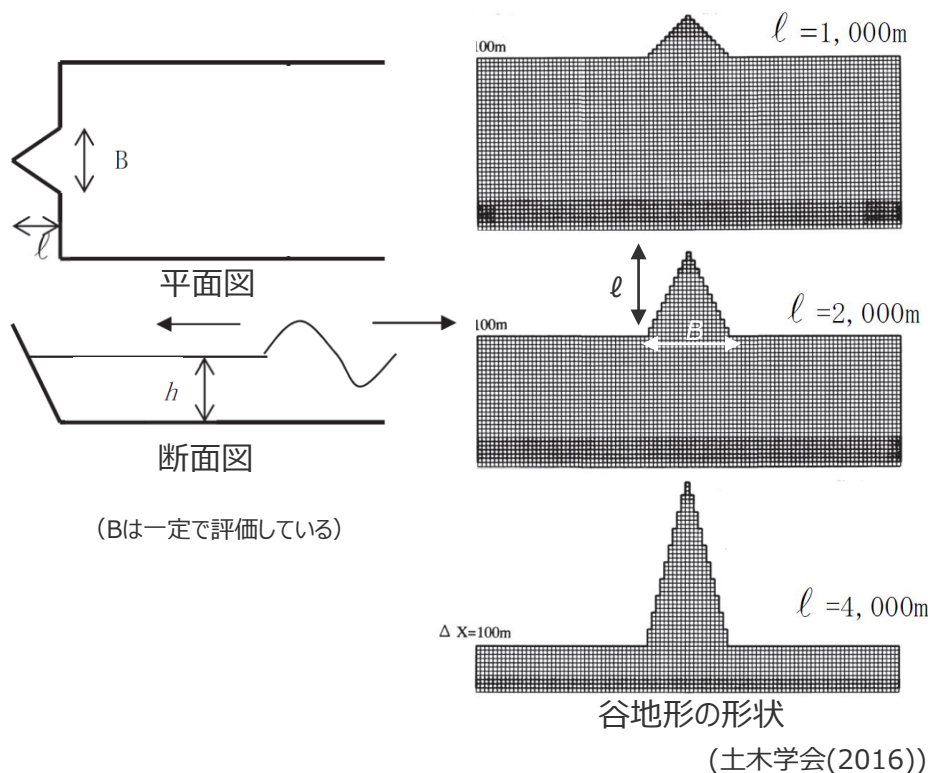 B
ℓ
平面図
h
断面図
（Bは一定で評価している）
100m
ℓ =1,000m
ℓ
100m
B
ℓ =2,000m
Δ X=100m
ℓ =4,000m
谷地形の形状
(土木学会(2016))